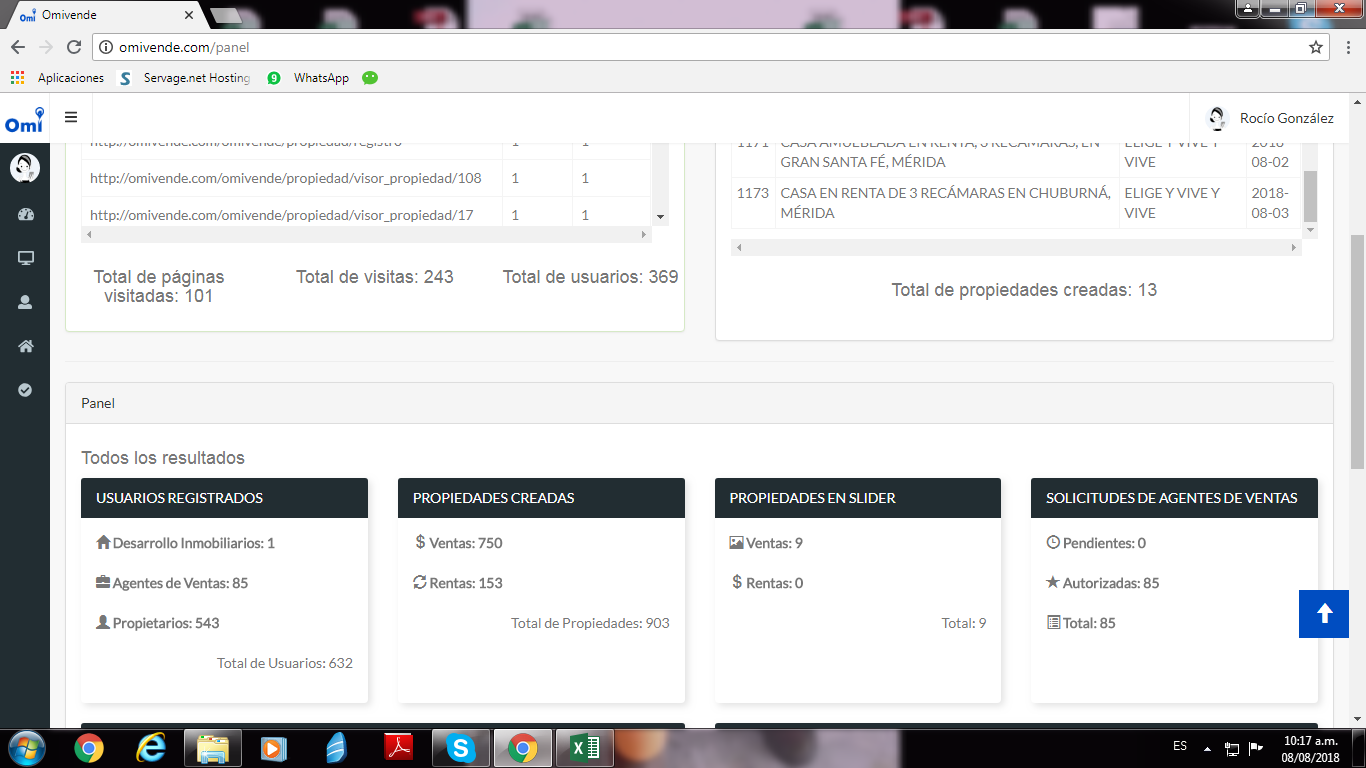 Omi Omivende
omivende.com/panel
Aplicaciones
Servage.net Hosting
WhatsApp
Omi
Rocío González
http://omivende.com/omivende/propiedad/registro 1 1
http://omivende.com/omivende/propiedad/visor_propiedad/108 1 1
http://omivende.com/omivende/propiedad/visor_propiedad/17 1 1
Total de páginas
visitadas: 101
Total de visitas: 243
Total de usuarios: 369
1171 CASA AMUEBLADA EN RENTA, 3 RECÁMARAS, EN ELIGE Y VIVE Y 2018-
GRAN SANTA FÉ, MÉRIDA VIVE 08-02
1173 CASA EN RENTA DE 3 RECÁMARAS EN CHUBURNÁ, ELIGE Y VIVE Y 2018-
MÉRIDA VIVE 08-03
Total de propiedades creadas: 13
Panel
Todos los resultados
USUARIOS REGISTRADOS
Desarrollo Inmobiliarios: 1
Agentes de Ventas: 85
Propietarios: 543
Total de Usuarios: 632
PROPIEDADES CREADAS
$ Ventas: 750
Rentas: 153
Total de Propiedades: 903
PROPIEDADES EN SLIDER
Ventas: 9
$ Rentas: 0
Total: 9
SOLICITUDES DE AGENTES DE VENTAS
Pendientes: 0
Autorizadas: 85
Total: 85
ES
10:17 a.m.
08/08/2018